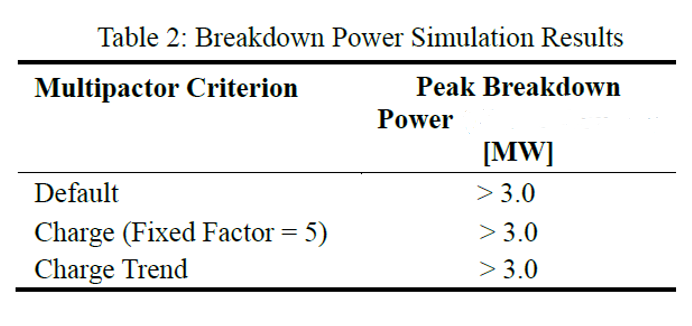 Table 2: Breakdown Power Simulation Results
Multipactor Criterion Peak Breakdown
Power
[MW]
Default > 3.0
Charge (Fixed Factor = 5) > 3.0
Charge Trend > 3.0